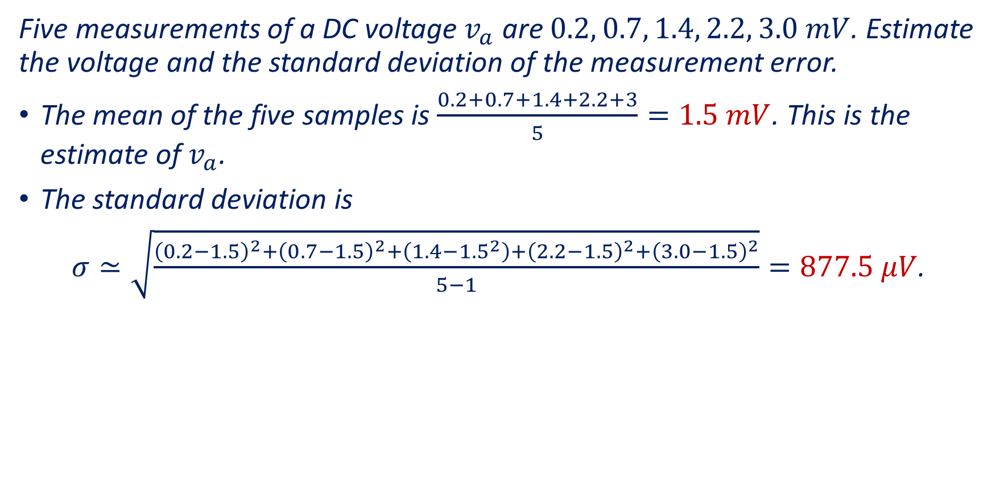 Five measurements of a DC voltage $v_a$ are $0.2, 0.7, 1.4, 2.2, 3.0\ mV$. Estimate
the voltage and the standard deviation of the measurement error.
• The mean of the five samples is $\frac{0.2+0.7+1.4+2.2+3}{5} = 1.5\ mV$. This is the
estimate of $v_a$.
• The standard deviation is
$\sigma \simeq \sqrt{\frac{(0.2-1.5)^2+(0.7-1.5)^2+(1.4-1.5^2)+(2.2-1.5)^2+(3.0-1.5)^2}{5-1}} = 877.5\ \mu V$.